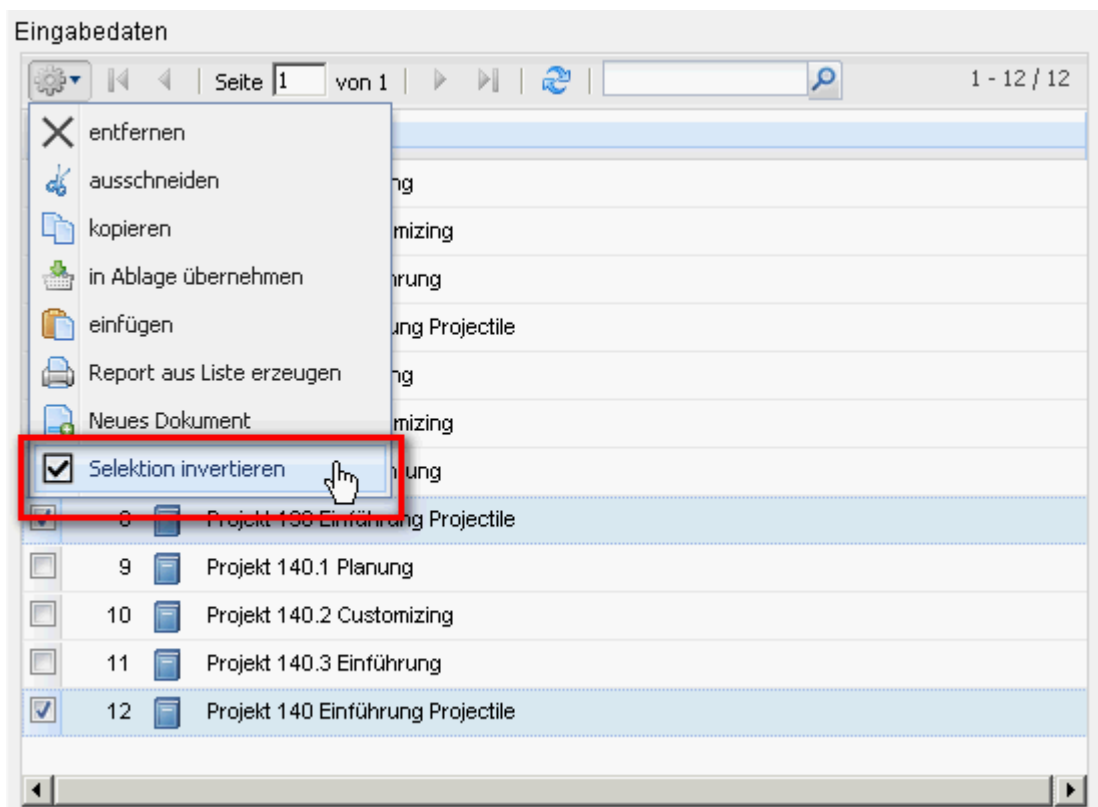 Eingabedaten
Seite 1 von 1 1 - 12 / 12
entfernen
ausschneiden ng
kopieren mizing
in Ablage übernehmen hrung
einfügen ung Projectile
Report aus Liste erzeugen ng
Neues Dokument mizing
Selektion invertieren ung
8 Projekt Einführung Projectile
9 Projekt 140.1 Planung
10 Projekt 140.2 Customizing
11 Projekt 140.3 Einführung
12 Projekt 140 Einführung Projectile